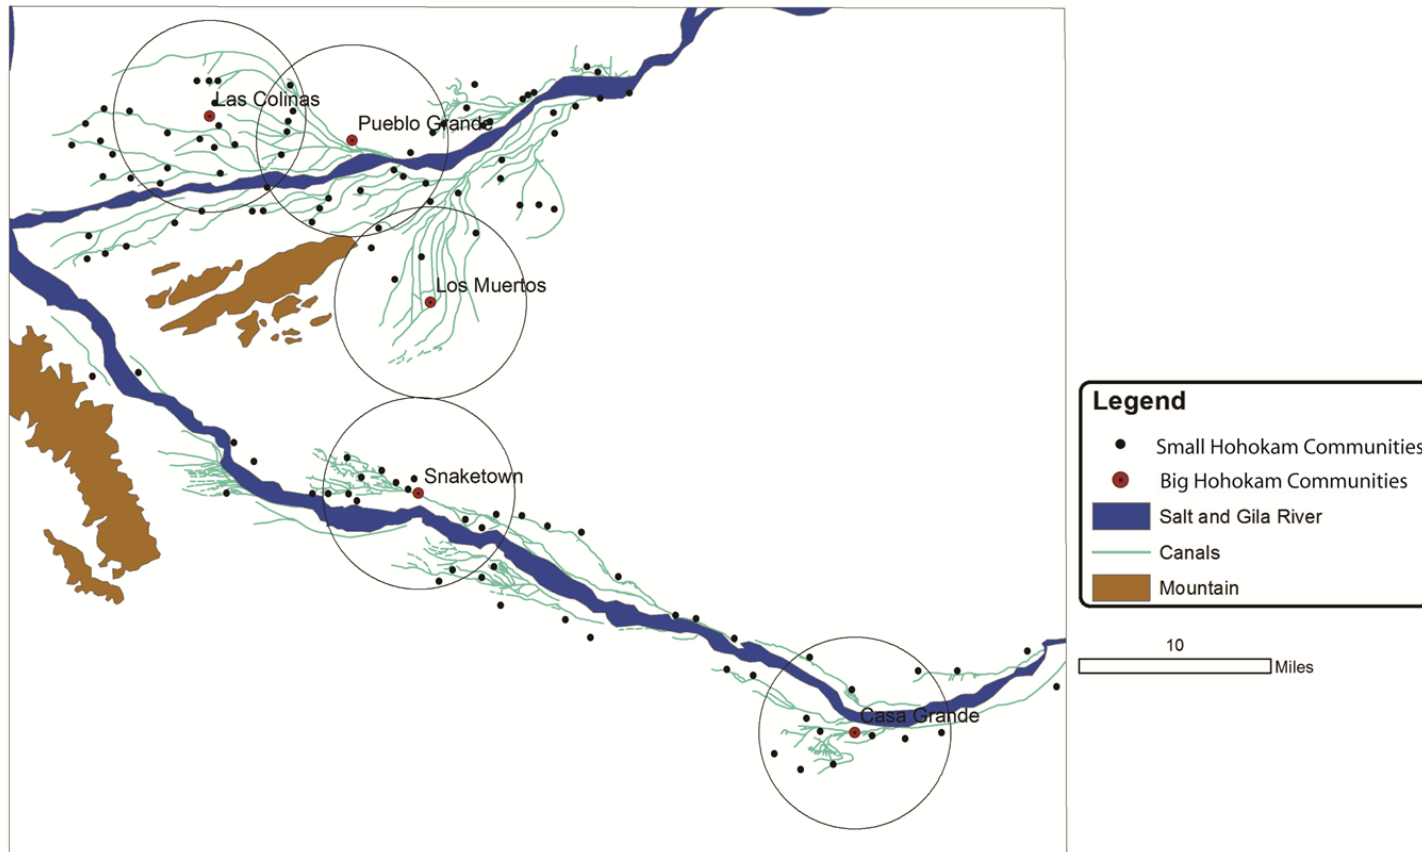 Las Colinas
Pueblo Grande
Los Muertos
Snaketown
Casa Grande
Legend
Small Hohokam Communities
Big Hohokam Communities
Salt and Gila River
Canals
Mountain
10
Miles